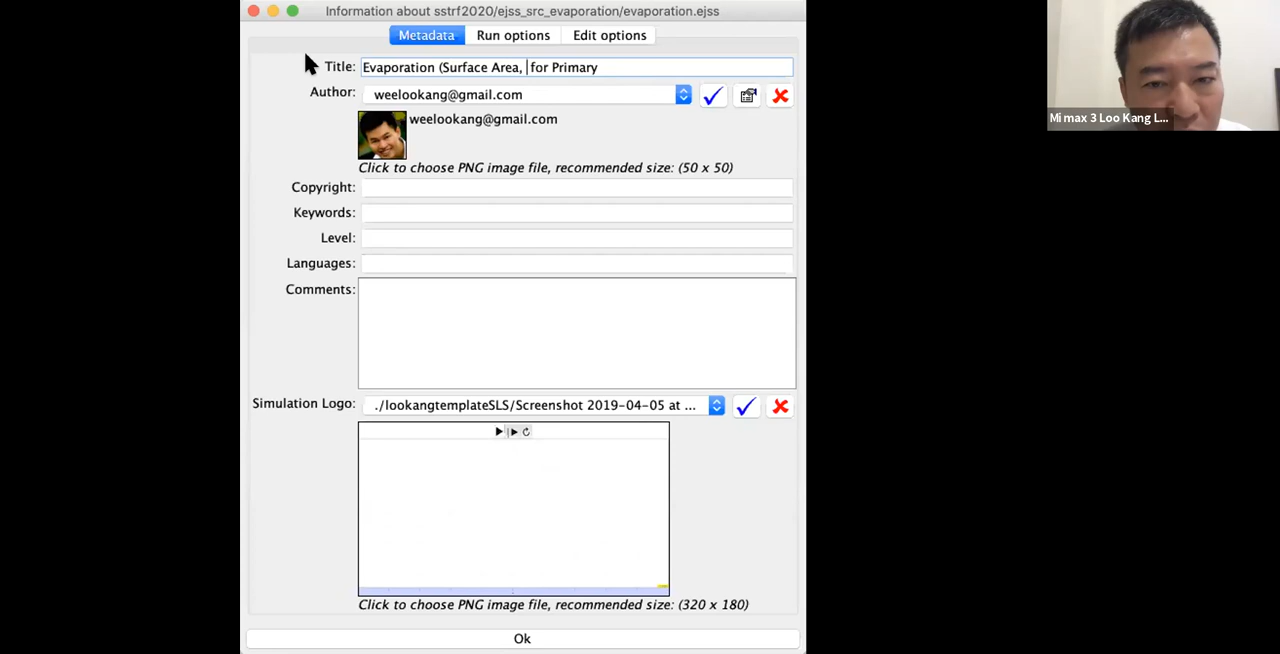 Information about sstrf2020/ejss_src_evaporation/evaporation.ejss
Metadata Run options Edit options
Title: Evaporation (Surface Area, for Primary
Author: weelookang@gmail.com
weelookang@gmail.com
Click to choose PNG image file, recommended size: (50 x 50)
Copyright:
Keywords:
Level:
Languages:
Comments:
Simulation Logo: ./lookangtemplateSLS/Screenshot 2019-04-05 at ...
Click to choose PNG image file, recommended size: (320 x 180)
Ok
Mi max 3 Loo Kang L...